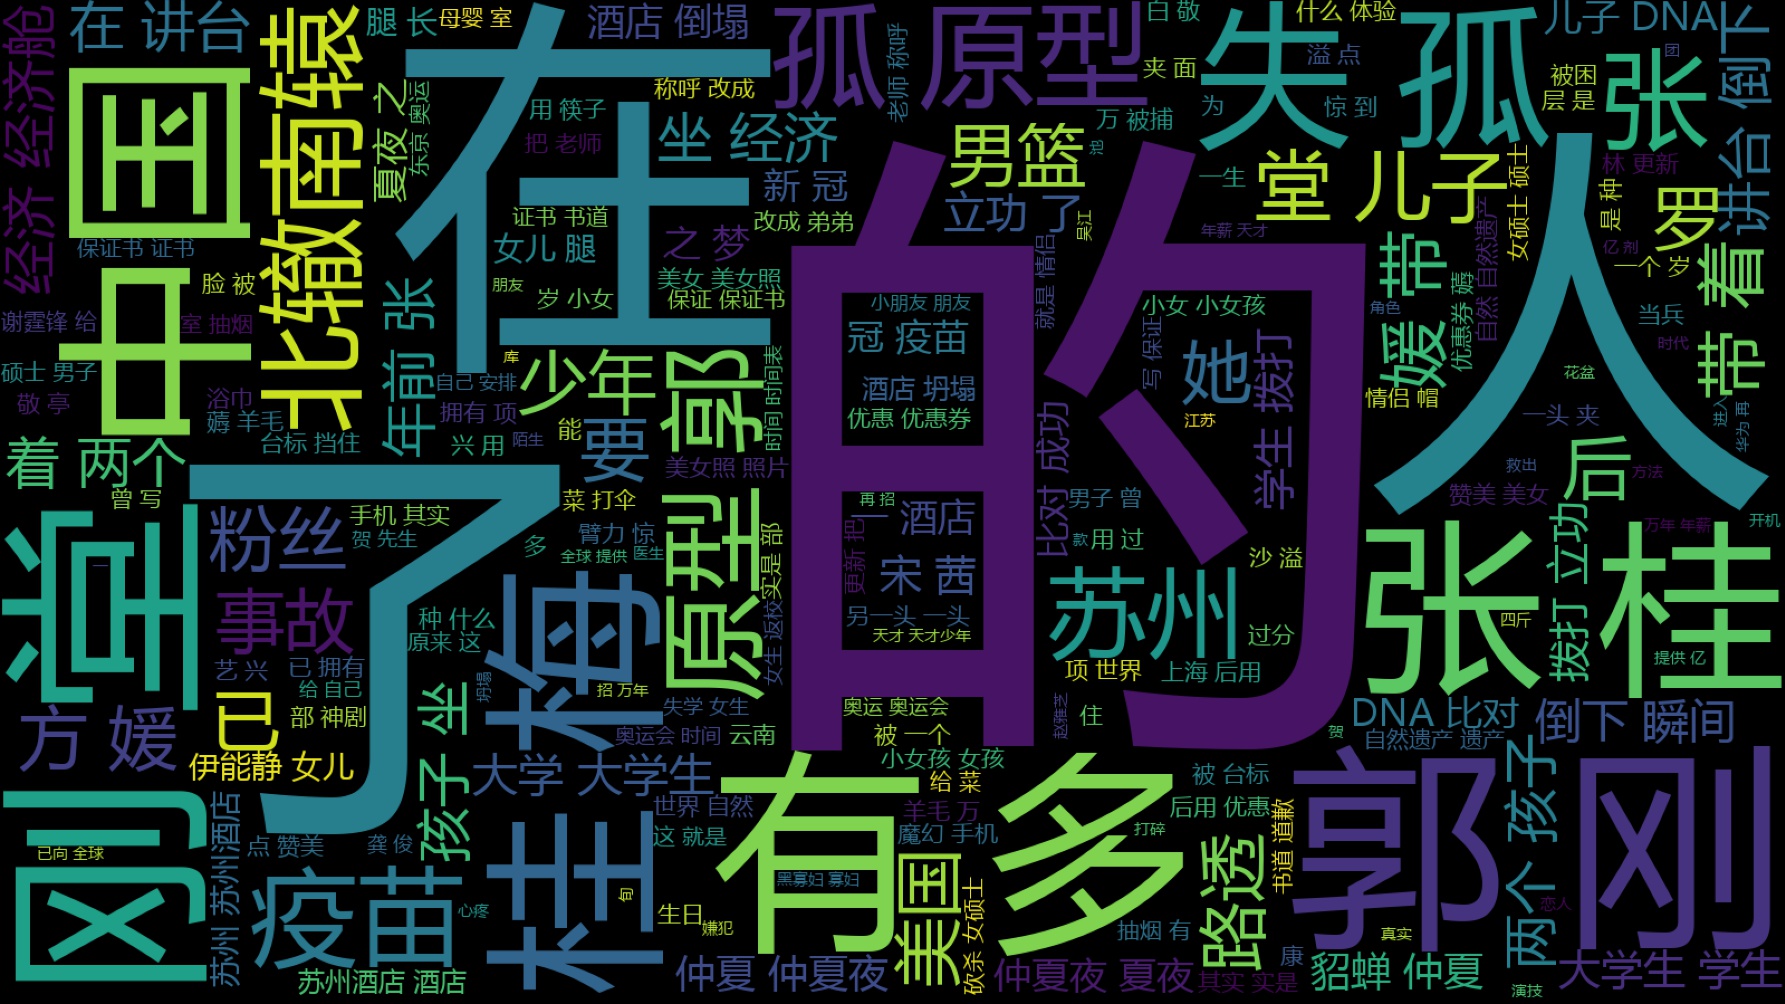 经济 经济舱
在 讲台
腿 长
母婴 室
酒店 倒塌
孤 原型
白 敬
什么 体验
儿子 DNA
中国
北辙南辕
在
称呼 改成
老师 称呼
夹 面
失 孤
溢 点
被困
层 是
张
团
讲台 倒下
夏夜 之
东京 奥运
用 筷子
把 老师
坐 经济
万 被捕
为
惊 到
男篮
池
新 冠
立功 了
一生
堂 儿子
女硕士 硕士
林 更新
是 种
罗
证书 书道
改成 弟弟
吴江
年薪 天才
亿 剂
一个 岁
着
保证书 证书
女儿 腿
之 梦
美女 美女照
脸 被
朋友
岁 小女
保证 保证书
的
小朋友 朋友
就是 情侣
小女 小女孩
带
自然 自然遗产
当兵
人
谢霆锋 给
室 抽烟
年前 张
冠 疫苗
写 保证
她
学生 拨打
角色
优惠券 薅
时代
硕士 男子
库
少年
郭
时间 时间表
酒店 坍塌
媛
花盆
带
敬 亭
浴巾
自己 安排
拥有 项
优惠 优惠券
江苏
情侣 帽
一头 夹
进入
华为 再
薅 羊毛
台标 挡住
兴 用
陌生
能
要
着 两个
美女照 照片
比对 成功
救出
后
方法
曾 写
菜 打伞
再 招
男子 曾
赞美 美女
堂
了
粉丝
手机 其实
贺 先生
臂力 惊
全球 提供
医生
多
原型
实是 部
更新 把
一 酒店
款
用 过
沙 溢
拨打 立功
万年 年薪
开机
张 桂
一
事故
梅
宋 茜
苏州
种 什么
原来 这
另一头 一头
天才 天才少年
过分
四斤
艺 兴
已 拥有
女生 返校
项 世界
上海 后用
提供 亿
给 自己
坍塌
招 万年
方 媛
已
部 神剧
坐
失学 女生
奥运 奥运会
赵雅芝
住
DNA 比对
倒下 瞬间
奥运会 时间
云南
被 一个
贺
自然遗产 遗产
伊能静 女儿
孩子
大学 大学生
小女孩 女孩
有 多
给 菜
被 台标
郭 刚
两个 孩子
刚
苏州 苏州酒店
世界 自然
羊毛 万
后用 优惠
书道 道歉
点 赞美
龚 俊
桂
这 就是
魔幻 手机
打碎
已向 全球
疫苗
黑寡妇 寡妇
美国
砍杀 女硕士
路透
心疼
旬
生日
嫌犯
抽烟 有
康
真实
恋人
苏州酒店 酒店
仲夏 仲夏夜
仲夏夜 夏夜
其实 实是
貂蝉 仲夏
演技
大学生 学生